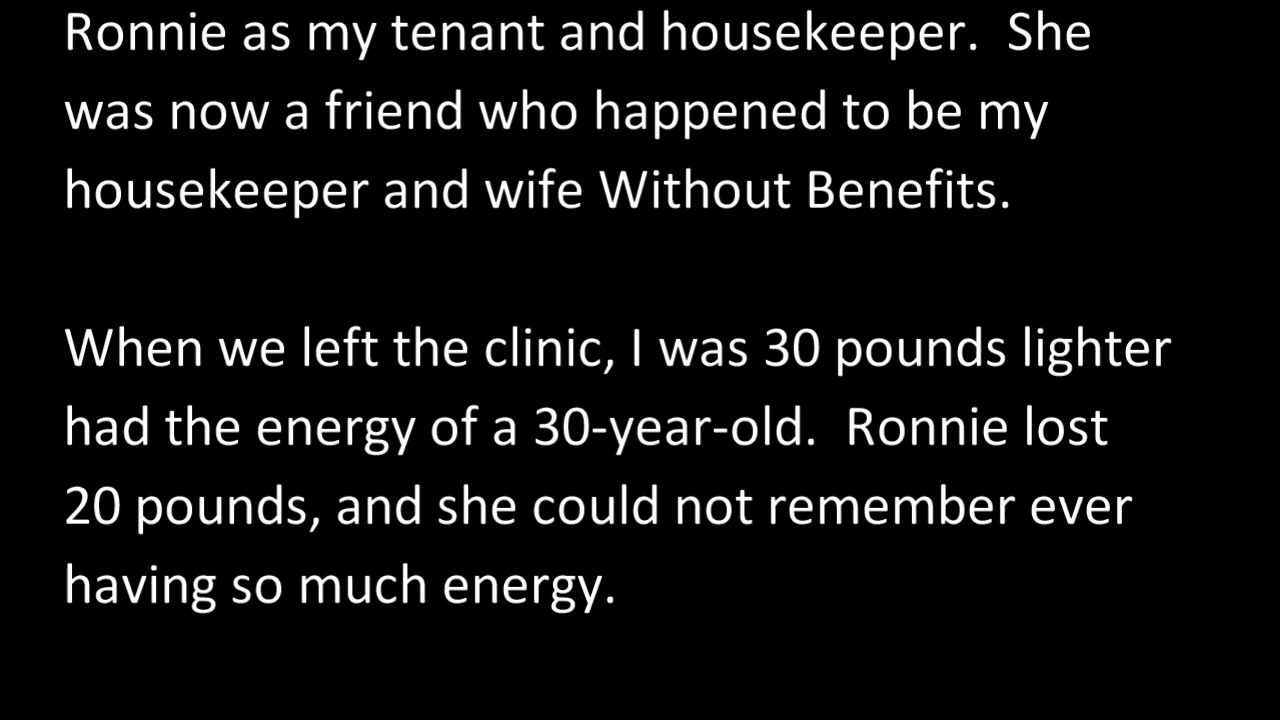 Ronnie as my tenant and housekeeper.  She
was now a friend who happened to be my
housekeeper and wife Without Benefits.
When we left the clinic, I was 30 pounds lighter
had the energy of a 30-year-old.  Ronnie lost
20 pounds, and she could not remember ever
having so much energy.